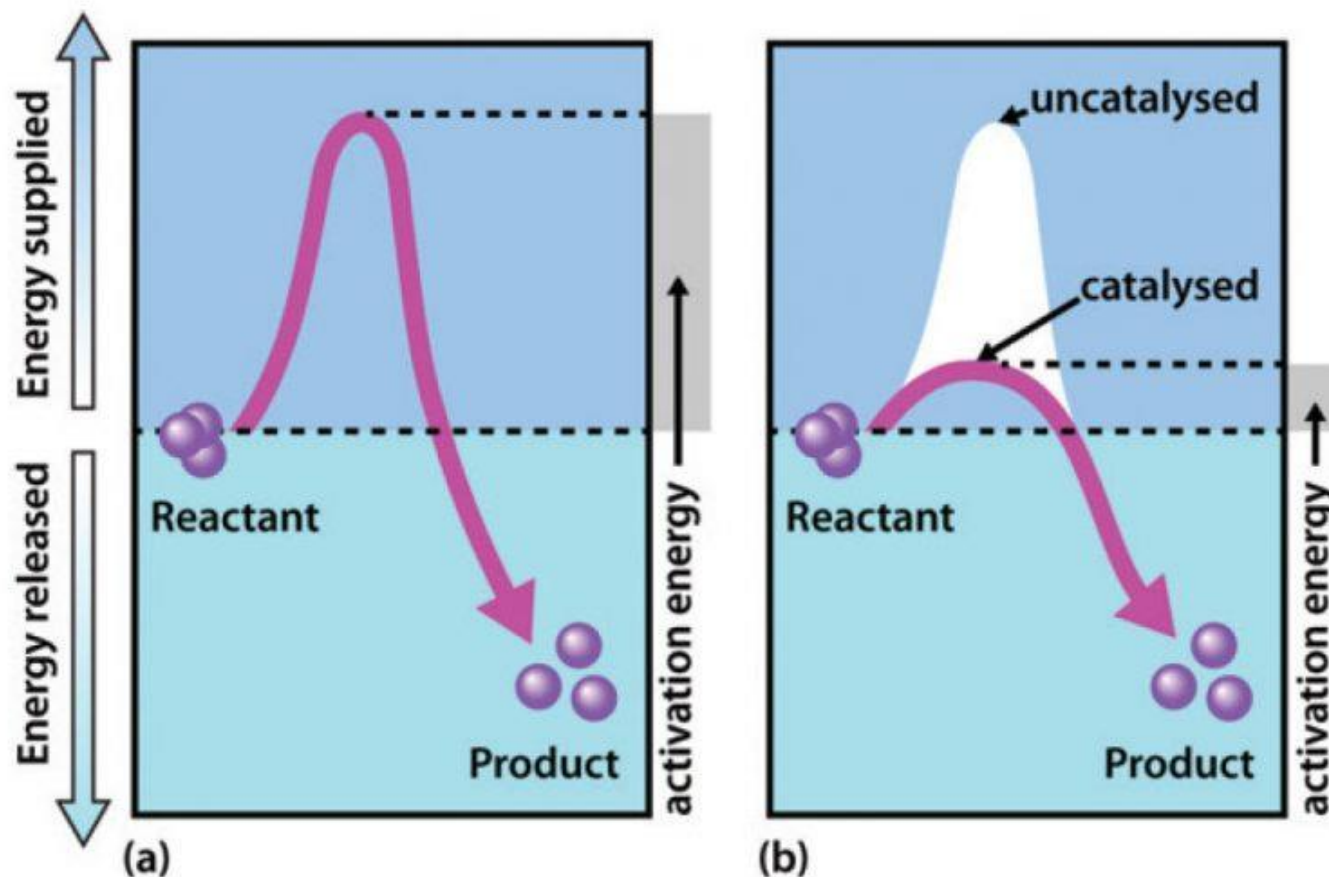 Energy supplied
Energy released
Reactant
Product
activation energy
(a)
uncatalysed
catalysed
Reactant
Product
activation energy
(b)